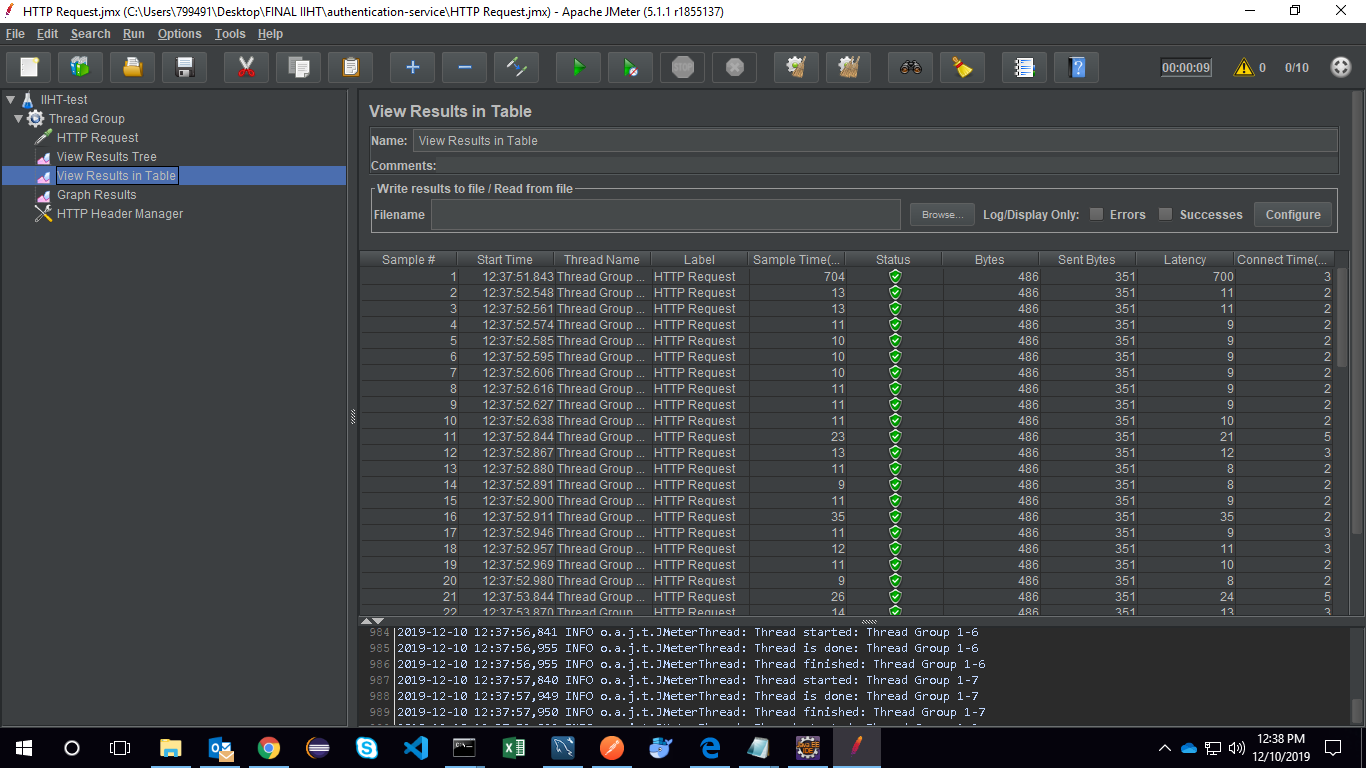 HTTP Request.jmx (C:\Users\799491\Desktop\FINAL IIHT\authentication-service\HTTP Request.jmx) - Apache JMeter (5.1.1 r1855137)
File Edit Search Run Options Tools Help
STOP 00:00:09 0 0/10
IIHT-test
Thread Group
HTTP Request
View Results Tree
View Results in Table
Graph Results
HTTP Header Manager
View Results in Table
Name: View Results in Table
Comments:
Write results to file / Read from file
Filename Browse... Log/Display Only: Errors Successes Configure
Sample # Start Time Thread Name Label Sample Time(... Status Bytes Sent Bytes Latency Connect Time(...
1 12:37:51.843 Thread Group ... HTTP Request 704 486 351 700 3
2 12:37:52.548 Thread Group ... HTTP Request 13 486 351 11 2
3 12:37:52.561 Thread Group ... HTTP Request 13 486 351 11 2
4 12:37:52.574 Thread Group ... HTTP Request 11 486 351 9 2
5 12:37:52.585 Thread Group ... HTTP Request 10 486 351 9 2
6 12:37:52.595 Thread Group ... HTTP Request 10 486 351 9 2
7 12:37:52.606 Thread Group ... HTTP Request 10 486 351 9 2
8 12:37:52.616 Thread Group ... HTTP Request 11 486 351 9 2
9 12:37:52.627 Thread Group ... HTTP Request 11 486 351 9 2
10 12:37:52.638 Thread Group ... HTTP Request 11 486 351 10 2
11 12:37:52.844 Thread Group ... HTTP Request 23 486 351 21 5
12 12:37:52.867 Thread Group ... HTTP Request 13 486 351 12 3
13 12:37:52.880 Thread Group ... HTTP Request 11 486 351 8 2
14 12:37:52.891 Thread Group ... HTTP Request 9 486 351 8 2
15 12:37:52.900 Thread Group ... HTTP Request 11 486 351 9 2
16 12:37:52.911 Thread Group ... HTTP Request 35 486 351 35 2
17 12:37:52.946 Thread Group ... HTTP Request 11 486 351 9 3
18 12:37:52.957 Thread Group ... HTTP Request 12 486 351 11 3
19 12:37:52.969 Thread Group ... HTTP Request 11 486 351 10 2
20 12:37:52.980 Thread Group ... HTTP Request 9 486 351 8 2
21 12:37:53.844 Thread Group ... HTTP Request 26 486 351 24 5
22 12:37:53.870 Thread Group ... HTTP Request 14 486 351 13 3
984 2019-12-10 12:37:56,841 INFO o.a.j.t.JMeterThread: Thread started: Thread Group 1-6
985 2019-12-10 12:37:56,955 INFO o.a.j.t.JMeterThread: Thread is done: Thread Group 1-6
986 2019-12-10 12:37:56,955 INFO o.a.j.t.JMeterThread: Thread finished: Thread Group 1-6
987 2019-12-10 12:37:57,840 INFO o.a.j.t.JMeterThread: Thread started: Thread Group 1-7
988 2019-12-10 12:37:57,949 INFO o.a.j.t.JMeterThread: Thread is done: Thread Group 1-7
989 2019-12-10 12:37:57,950 INFO o.a.j.t.JMeterThread: Thread finished: Thread Group 1-7
12:38 PM
12/10/2019